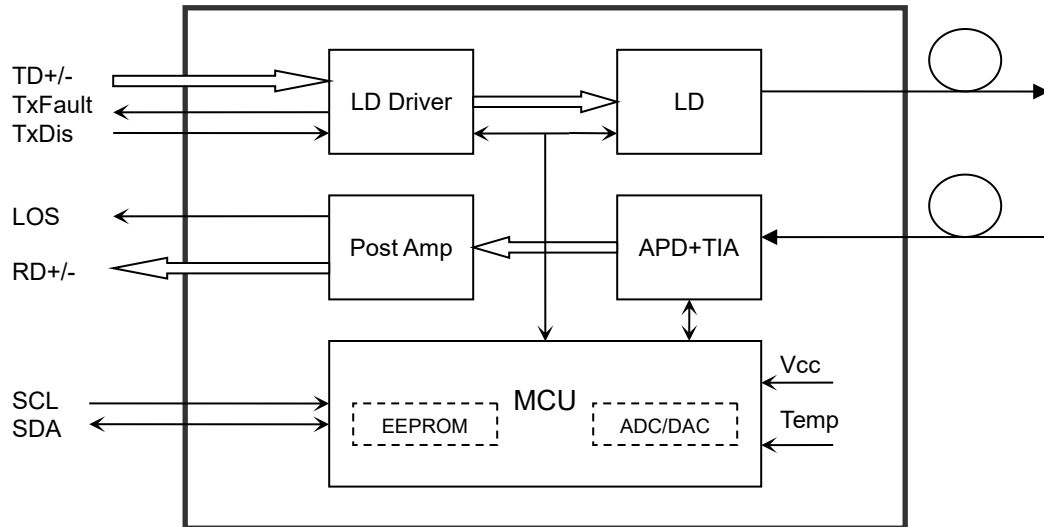 TD+/-
TxFault
TxDis
LD Driver
LD
LOS
RD+/-
Post Amp
APD+TIA
SCL
SDA
MCU
EEPROM
ADC/DAC
Vcc
Temp